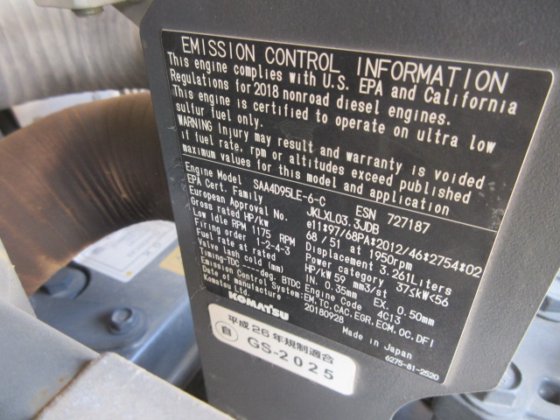 EMISSION CONTROL INFORMATION
This engine complies with U.S. EPA and California
Regulations for 2018 nonroad diesel engines.
This engine is certified to operate on ultra low
sulfur fuel only.
WARNING Injury may result and warranty is voided
if fuel rate, rpm or altitudes exceed published
maximum values for this model and application
Engine Model SAA4D95LE-6-C ESN 727187
EPA Cert. Family JKLXL03.3JDB
European Approval No. e11*97/68PA*2012/46*2754*02
Gross rated HP/kw 68 / 51 at 1950rpm
Low idle RPM 1175 RPM Displacement 3.261Liters
Firing order 1-2-4-3 Power category 37≤kW<56
Fuel rate at rated HP/kW 59 mm3/st
Valve lash cold (mm) IN. 0.35mm EX. 0.50mm
Timing-TDC ----deg. BTDC Engine Code 4C13
Emission Control System:EM,TC,CAC,EGR,ECM,OC,DFI
Date of manufacture 20180928
Komatsu Ltd. Made in Japan
KOMATSU 6275-81-2520
平成26年規制適合
自 GS-2025